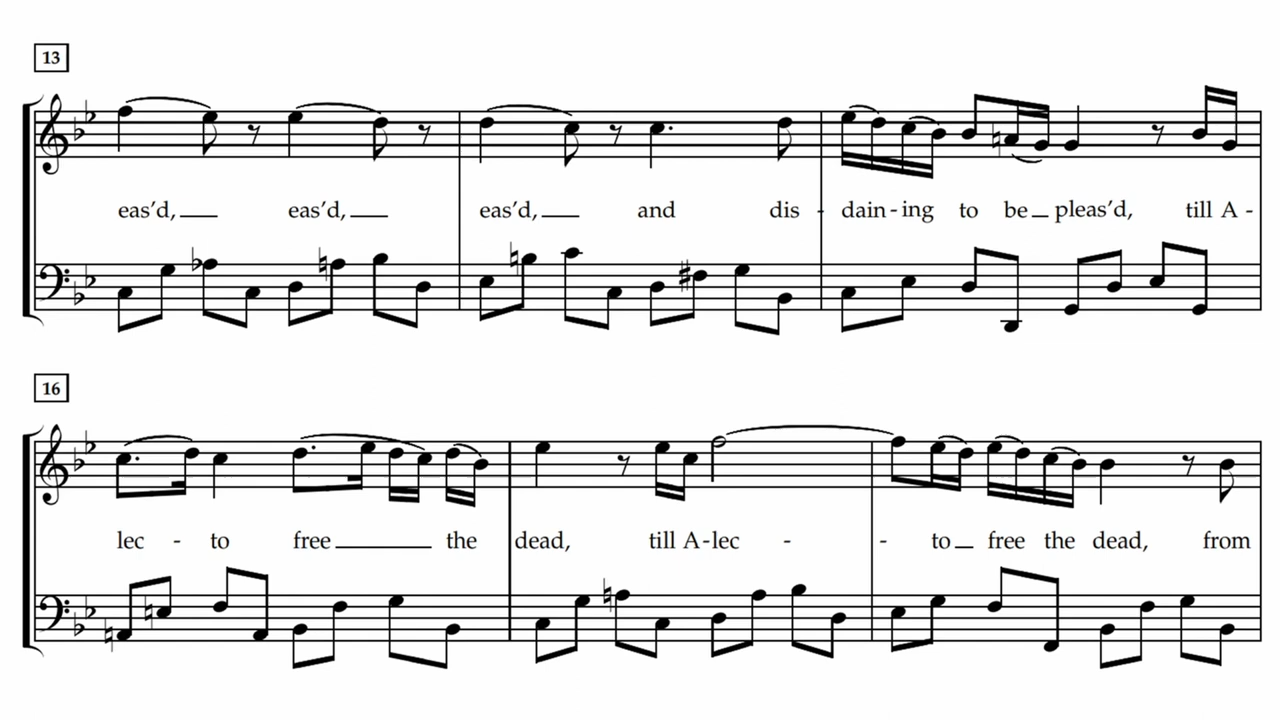 13
eas’d, eas’d, eas’d, and dis - dain - ing to be pleas’d, till A -
16
lec - to free the dead, till A - lec - - to free the dead, from